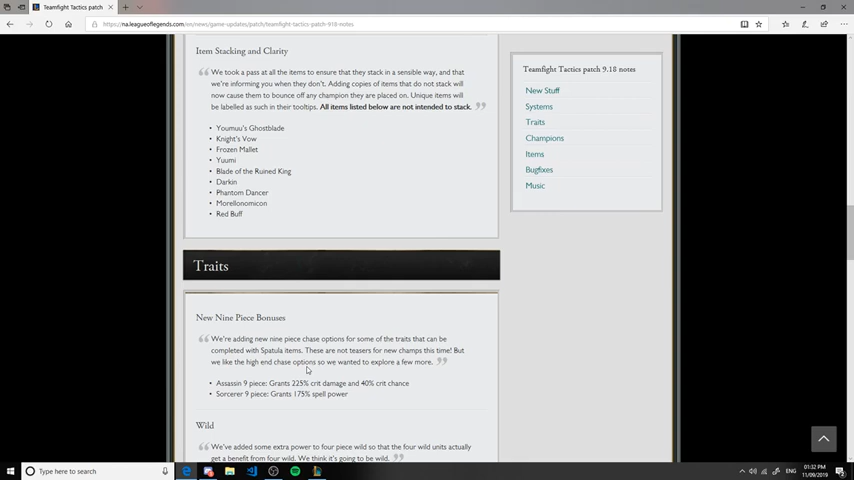 Teamfight Tactics patch
https://na.leagueoflegends.com/en/news/game-updates/patch/teamfight-tactics-patch-918-notes
Item Stacking and Clarity
We took a pass at all the items to ensure that they stack in a sensible way, and that
we're informing you when they don't. Adding copies of items that do not stack will
now cause them to bounce off any champion they are placed on. Unique items will
be labelled as such in their tooltips. All items listed below are not intended to stack.
• Youmuu's Ghostblade
• Knight's Vow
• Frozen Mallet
• Yuumi
• Blade of the Ruined King
• Darkin
• Phantom Dancer
• Morellonomicon
• Red Buff
Teamfight Tactics patch 9.18 notes
New Stuff
Systems
Traits
Champions
Items
Bugfixes
Music
Traits
New Nine Piece Bonuses
We're adding new nine piece chase options for some of the traits that can be
completed with Spatula items. These are not teasers for new champs this time! But
we like the high end chase options so we wanted to explore a few more.
• Assassin 9 piece: Grants 225% crit damage and 40% crit chance
• Sorcerer 9 piece: Grants 175% spell power
Wild
We've added some extra power to four piece wild so that the four wild units actually
get a benefit from four wild. We think it's going to be wild.
Type here to search
ENG
01:32 PM
11/09/2019